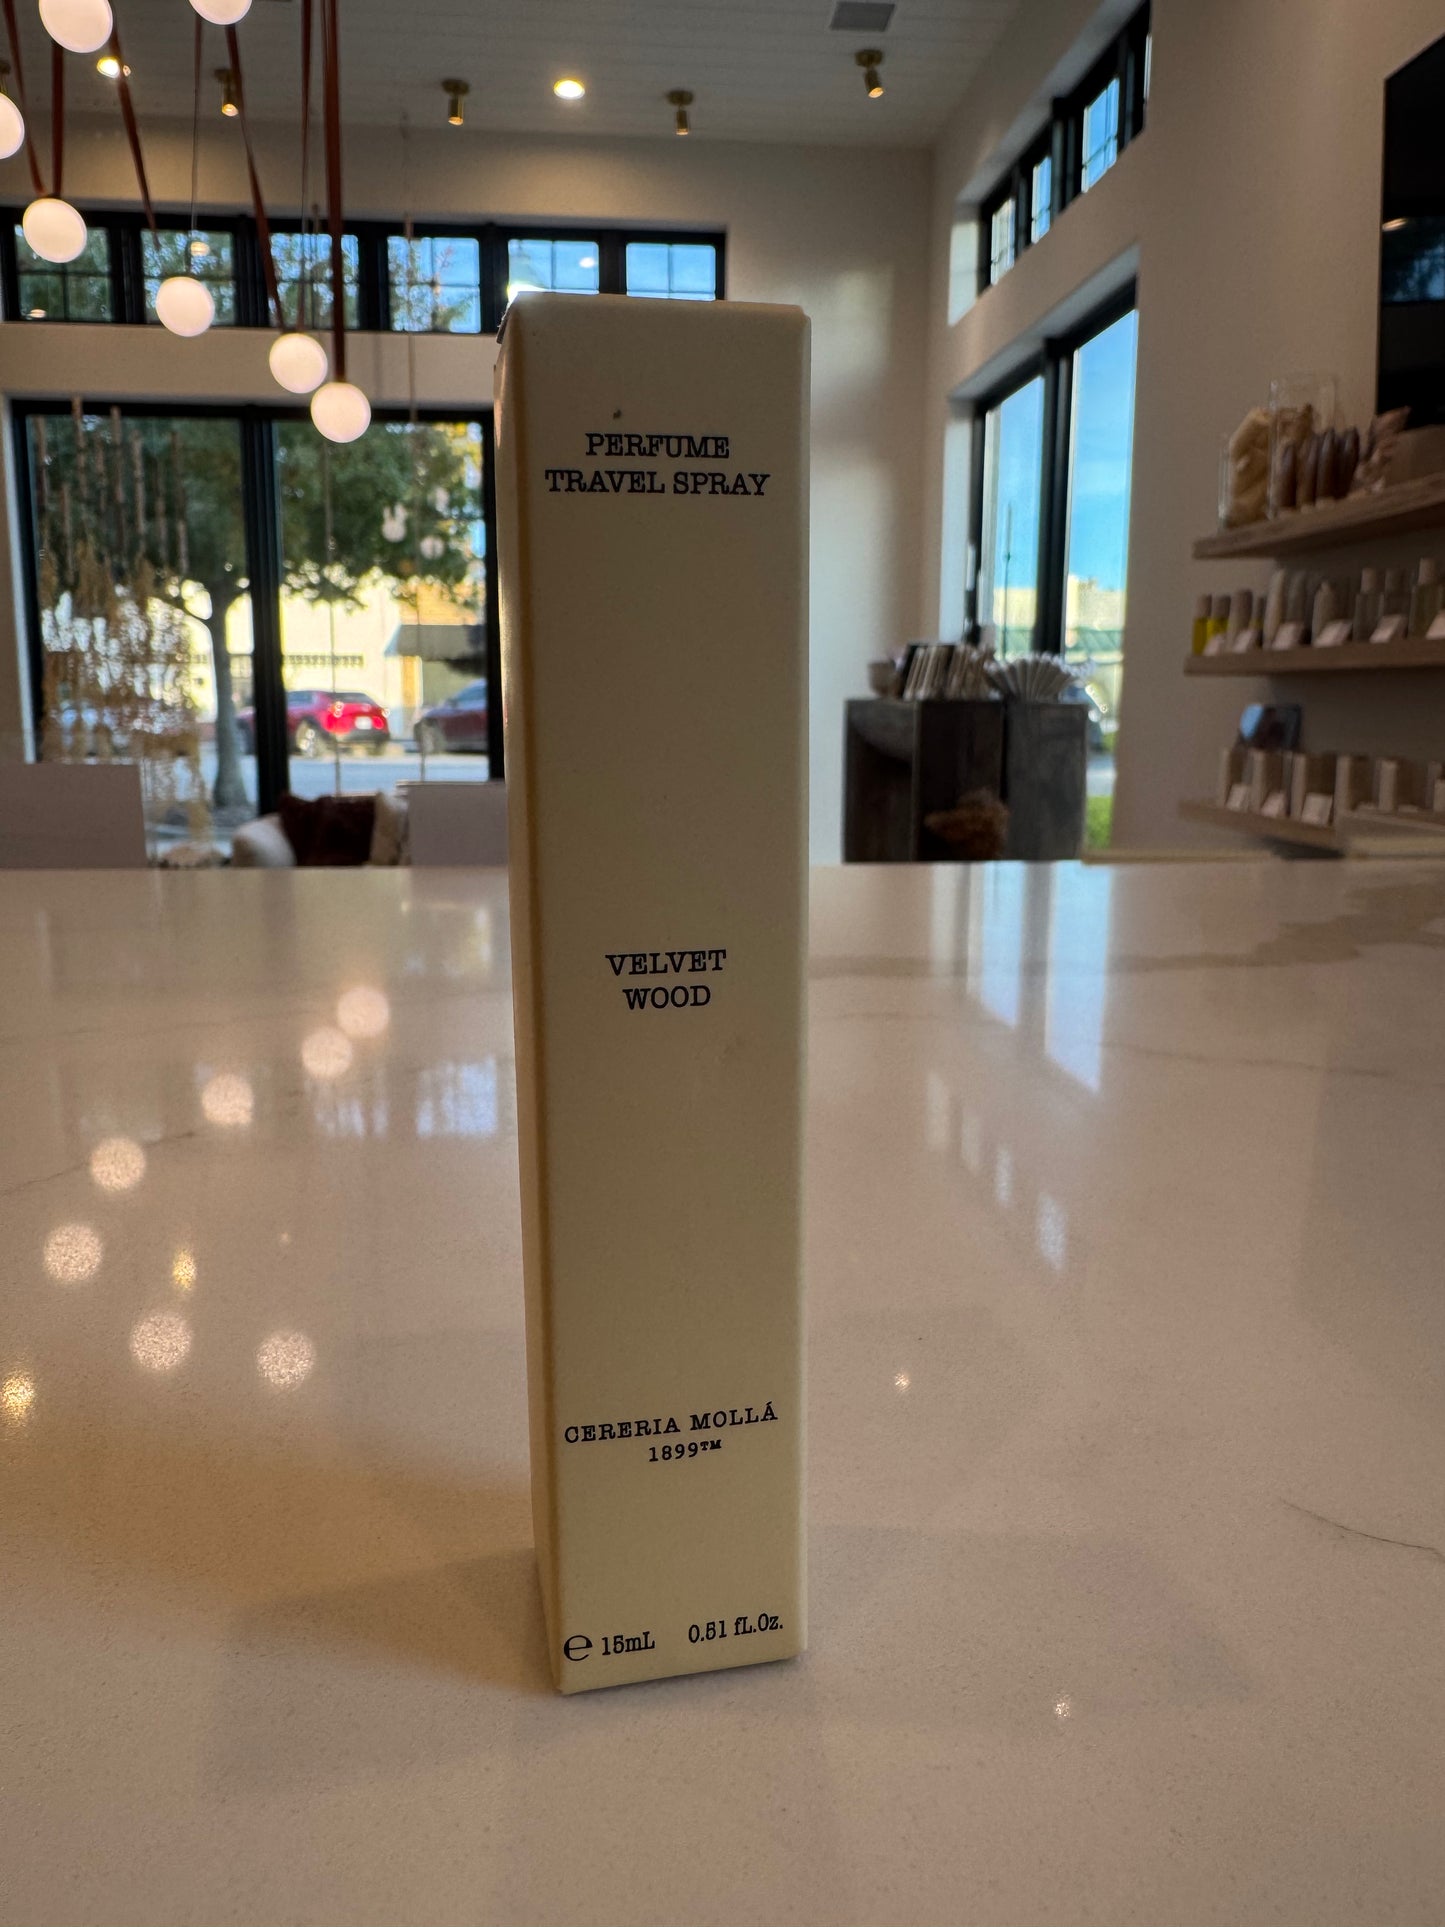 PERFUME
TRAVEL SPRAY
VELVET
WOOD
CERERIA MOLLÁ
1899™
℮ 15mL 0.51 fL.Oz.